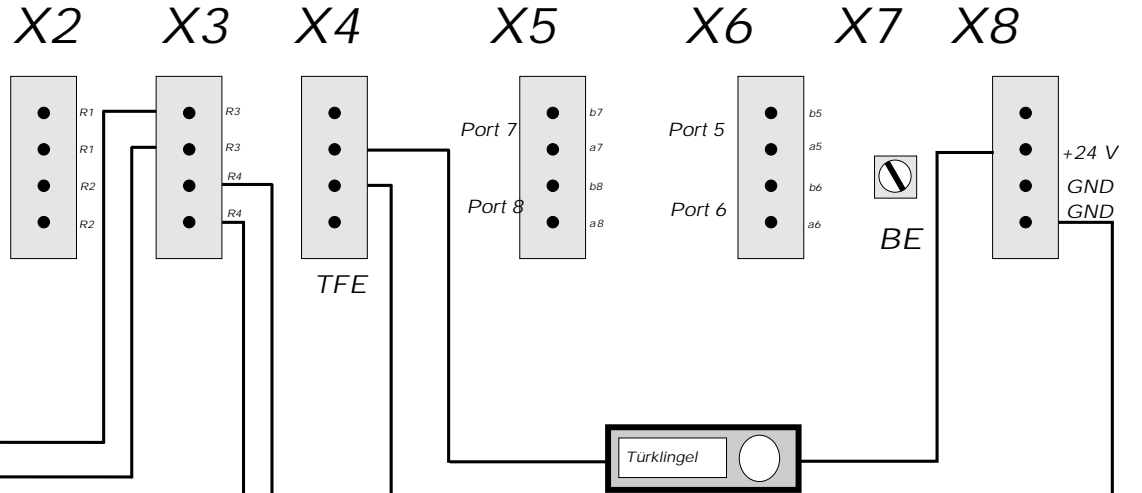 X2 X3 X4 X5 X6 X7 X8
R1 R3 b7 b5
Port 7 Port 5
R1 R3 a7 a5 +24 V
R2 R4 b8 b6 GND
Port 8 Port 6
R2 R4 a8 a6 GND
BE
TFE
Türklingel